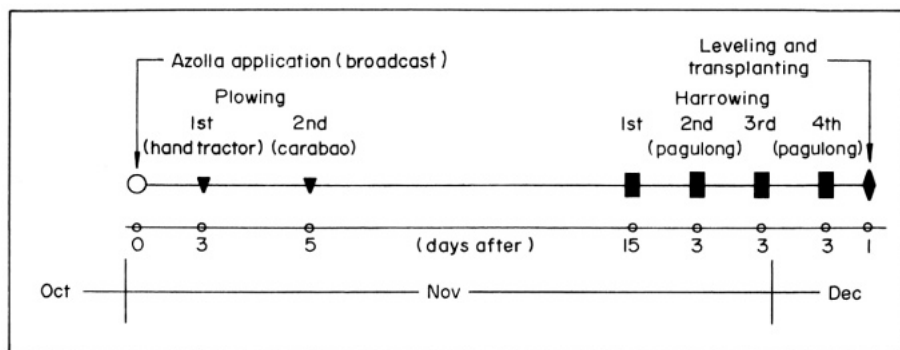 Leveling and
transplanting
Azolla application (broadcast)
Plowing
Harrowing
1st 2nd 1st 2nd 3rd 4th
(hand tractor) (carabao) (pagulong) (pagulong)
0 3 5 (days after) 15 3 3 3 1
Oct Nov Dec